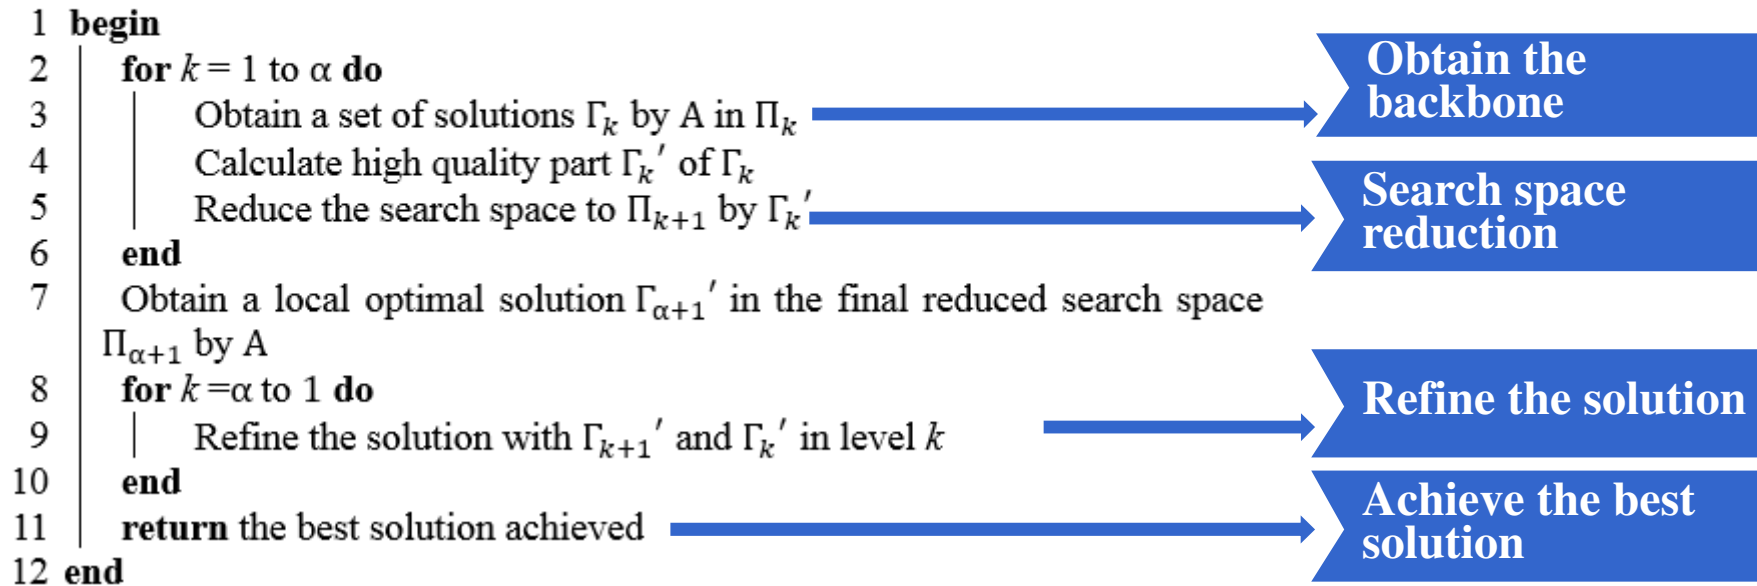 1 begin
2 for k = 1 to α do
3 Obtain a set of solutions Γₖ by A in Πₖ
4 Calculate high quality part Γₖ′ of Γₖ
5 Reduce the search space to Πₖ₊₁ by Γₖ′
6 end
7 Obtain a local optimal solution Γ_{α+1}′ in the final reduced search space
Π_{α+1} by A
8 for k =α to 1 do
9 Refine the solution with Γₖ₊₁′ and Γₖ′ in level k
10 end
11 return the best solution achieved
12 end
Obtain the
backbone
Search space
reduction
Refine the solution
Achieve the best
solution